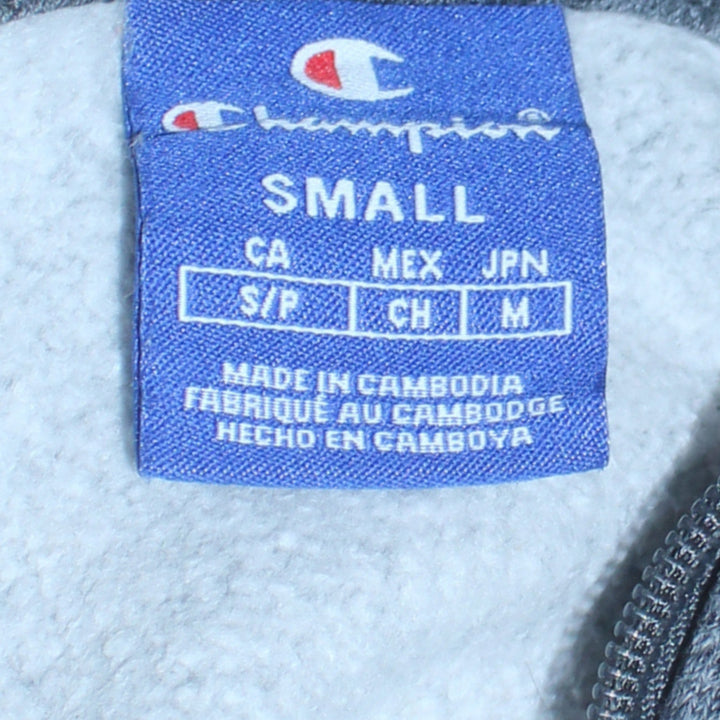 Champion®
SMALL
CA MEX JPN
S/P CH M
MADE IN CAMBODIA
FABRIQUÉ AU CAMBODGE
HECHO EN CAMBOYA